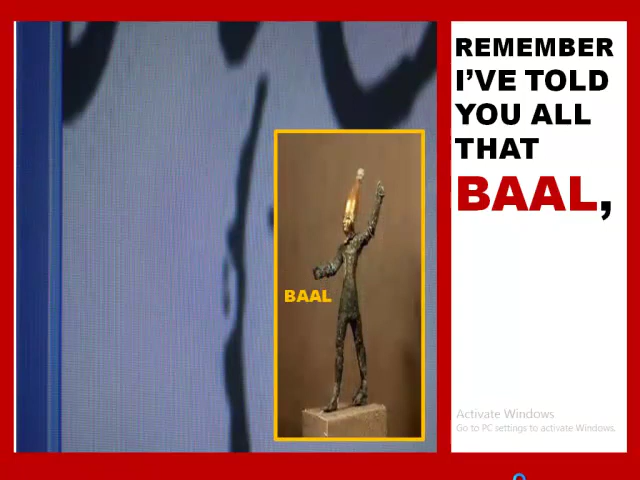 REMEMBER
I'VE TOLD
YOU ALL
THAT
BAAL,
BAAL
Activate Windows
Go to PC settings to activate Windows.